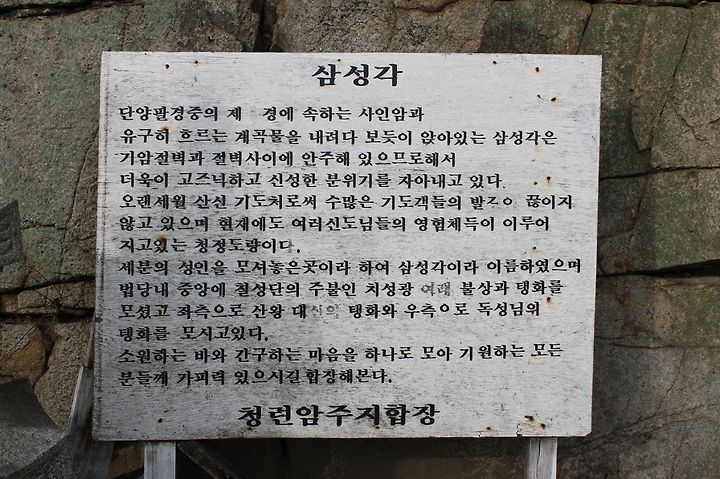 삼성각
단양팔경중의 제 경에 속하는 사인암과
유구히 흐르는 계곡물을 내려다 보듯이 앉아있는 삼성각은
기암절벽과 절벽사이에 안주해 있으므로해서
더욱이 고즈넉하고 신성한 분위기를 자아내고 있다.
오랜세월 산신 기도처로써 수많은 기도객들의 끊이지
않고 있으며 현재에도 여러신도님들의 영험체득이 이루어
지고있는 청정도량이다.
세분의 성인을 모셔놓은곳이라 하여 삼성각이라 이름하였으며
법당내 중앙에 칠성단의 주불인 치성광 여래 불상과 탱화를
모셨고 좌측으로 산왕 대신의 탱화와 우측으로 독성님의
탱화를 모시고있다.
소원하는 바와 간구하는 마음을 하나로 모아 기원하는 모든
분들께 가피력 있으시길 합장해본다.
청련암주지합장